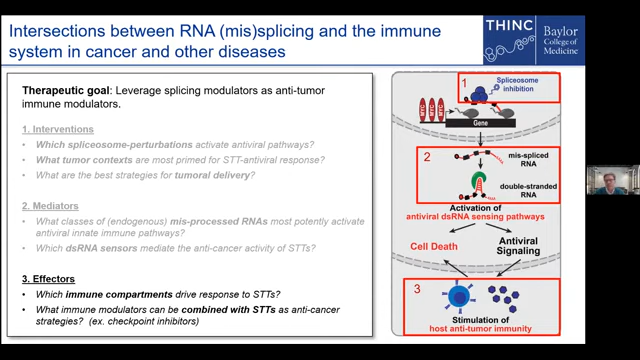 Intersections between RNA (mis)splicing and the immune
system in cancer and other diseases
THINC
Baylor
College of
Medicine
Therapeutic goal: Leverage splicing modulators as anti-tumor
immune modulators.
1. Interventions
• Which spliceosome-perturbations activate antiviral pathways?
• What tumor contexts are most primed for STT-antiviral response?
• What are the best strategies for tumoral delivery?
2. Mediators
• What classes of (endogenous) mis-processed RNAs most potently activate
antiviral innate immune pathways?
• Which dsRNA sensors mediate the anti-cancer activity of STTs?
3. Effectors
• Which immune compartments drive response to STTs?
• What immune modulators can be combined with STTs as anti-cancer
strategies? (ex. checkpoint inhibitors)
1
Spliceosome
inhibition
MYC MYC MYC
Gene
2
mis-spliced
RNA
double-stranded
RNA
Activation of
antiviral dsRNA sensing pathways
Cell Death
Antiviral
Signaling
3
Stimulation of
host anti-tumor immunity